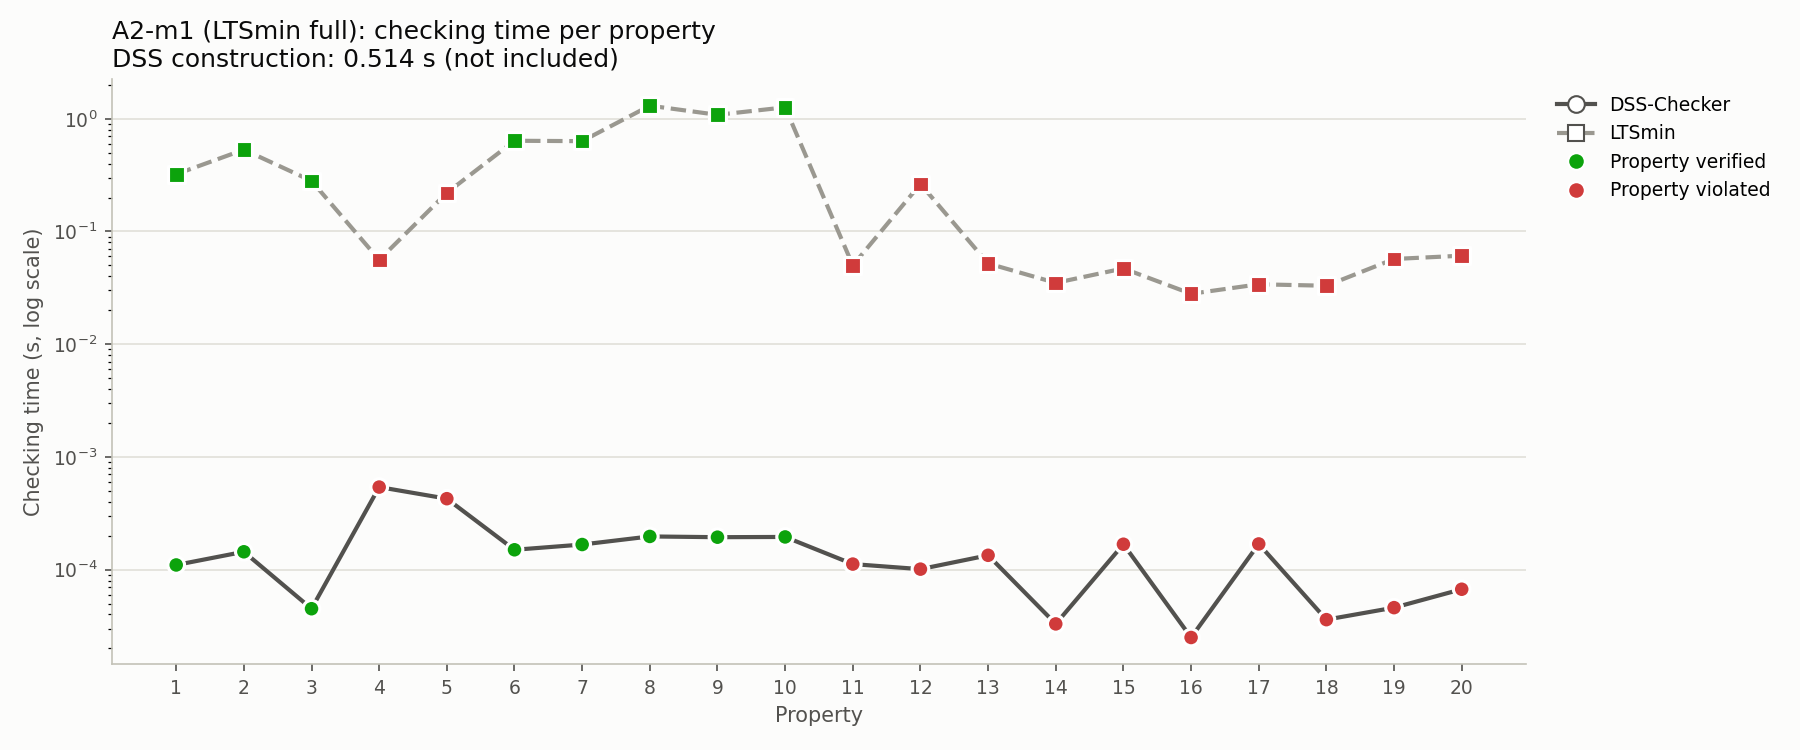 A2-m1 (LTSmin full): checking time per property
DSS construction: 0.514 s (not included)
Checking time (s, log scale)
10⁰
10⁻¹
10⁻²
10⁻³
10⁻⁴
1 2 3 4 5 6 7 8 9 10 11 12 13 14 15 16 17 18 19 20
Property
DSS-Checker
LTSmin
Property verified
Property violated